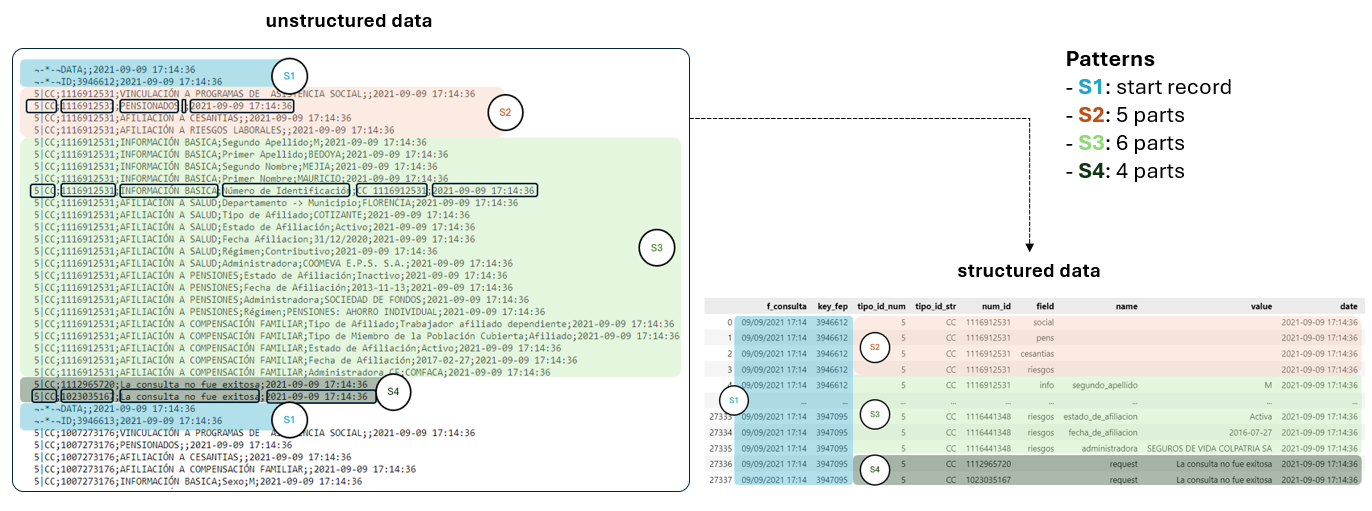 unstructured data
¬-*-¬DATA;;2021-09-09 17:14:36
¬-*-¬ID;3946612;2021-09-09 17:14:36
S1
5|CC;1116912531;VINCULACIÓN A PROGRAMAS DE ASISTENCIA SOCIAL;;2021-09-09 17:14:36
5|CC;1116912531;PENSIONADOS;;2021-09-09 17:14:36
S2
5|CC;1116912531;AFILIACIÓN A CESANTIAS;;2021-09-09 17:14:36
5|CC;1116912531;AFILIACIÓN A RIESGOS LABORALES;;2021-09-09 17:14:36
5|CC;1116912531;INFORMACIÓN BASICA;Segundo Apellido;M;2021-09-09 17:14:36
5|CC;1116912531;INFORMACIÓN BASICA;Primer Apellido;BEDOYA;2021-09-09 17:14:36
5|CC;1116912531;INFORMACIÓN BASICA;Segundo Nombre;MEJIA;2021-09-09 17:14:36
5|CC;1116912531;INFORMACIÓN BASICA;Primer Nombre;MAURICIO;2021-09-09 17:14:36
5|CC;1116912531;INFORMACIÓN BASICA;Número de Identificación;CC 1116912531;2021-09-09 17:14:36
5|CC;1116912531;AFILIACIÓN A SALUD;Departamento -> Municipio;FLORENCIA;2021-09-09 17:14:36
5|CC;1116912531;AFILIACIÓN A SALUD;Tipo de Afiliado;COTIZANTE;2021-09-09 17:14:36
5|CC;1116912531;AFILIACIÓN A SALUD;Estado de Afiliación;Activo;2021-09-09 17:14:36
5|CC;1116912531;AFILIACIÓN A SALUD;Fecha Afiliacion;31/12/2020;2021-09-09 17:14:36
S3
5|CC;1116912531;AFILIACIÓN A SALUD;Régimen;Contributivo;2021-09-09 17:14:36
5|CC;1116912531;AFILIACIÓN A SALUD;Administradora;COOMEVA E.P.S. S.A.;2021-09-09 17:14:36
5|CC;1116912531;AFILIACIÓN A PENSIONES;Estado de Afiliación;Inactivo;2021-09-09 17:14:36
5|CC;1116912531;AFILIACIÓN A PENSIONES;Fecha de Afiliación;2013-11-13;2021-09-09 17:14:36
5|CC;1116912531;AFILIACIÓN A PENSIONES;Administradora;SOCIEDAD DE FONDOS;2021-09-09 17:14:36
5|CC;1116912531;AFILIACIÓN A PENSIONES;Régimen;PENSIONES: AHORRO INDIVIDUAL;2021-09-09 17:14:36
5|CC;1116912531;AFILIACIÓN A COMPENSACIÓN FAMILIAR;Tipo de Afiliado;Trabajador afiliado dependiente;2021-09-09 17:14:36
5|CC;1116912531;AFILIACIÓN A COMPENSACIÓN FAMILIAR;Tipo de Miembro de la Población Cubierta;Afiliado;2021-09-09 17:14:36
5|CC;1116912531;AFILIACIÓN A COMPENSACIÓN FAMILIAR;Estado de Afiliación;Activo;2021-09-09 17:14:36
5|CC;1116912531;AFILIACIÓN A COMPENSACIÓN FAMILIAR;Fecha de Afiliación;2017-02-27;2021-09-09 17:14:36
5|CC;1116912531;AFILIACIÓN A COMPENSACIÓN FAMILIAR;Administradora CF;COMFACA;2021-09-09 17:14:36
5|CC;1112965720;La consulta no fue exitosa;2021-09-09 17:14:36
S4
5|CC;1023035167;La consulta no fue exitosa;2021-09-09 17:14:36
¬-*-¬DATA;;2021-09-09 17:14:36
¬-*-¬ID;3946613;2021-09-09 17:14:36
S1
5|CC;1007273176;VINCULACIÓN A PROGRAMAS DE ASISTENCIA SOCIAL;;2021-09-09 17:14:36
5|CC;1007273176;PENSIONADOS;;2021-09-09 17:14:36
5|CC;1007273176;AFILIACIÓN A CESANTIAS;;2021-09-09 17:14:36
5|CC;1007273176;AFILIACIÓN A COMPENSACIÓN FAMILIAR;;2021-09-09 17:14:36
5|CC;1007273176;INFORMACIÓN BASICA;Sexo;M;2021-09-09 17:14:36
Patterns
- S1: start record
- S2: 5 parts
- S3: 6 parts
- S4: 4 parts
structured data
f_consulta key_fep tipo_id_num tipo_id_str num_id field name value date
0 09/09/2021 17:14 3946612 5 CC 1116912531 social 2021-09-09 17:14:36
1 09/09/2021 17:14 3946612 5 CC 1116912531 pens 2021-09-09 17:14:36
S2
2 09/09/2021 17:14 3946612 5 CC 1116912531 cesantias 2021-09-09 17:14:36
3 09/09/2021 17:14 3946612 5 CC 1116912531 riesgos 2021-09-09 17:14:36
4 09/09/2021 17:14 3946612 5 CC 1116912531 info segundo_apellido M 2021-09-09 17:14:36
S1
... ... ... ... ... ... ... ...
27333 09/09/2021 17:14 3947095 5 CC 1116441348 riesgos estado_de_afiliacion Activa 2021-09-09 17:14:36
S3
27334 09/09/2021 17:14 3947095 5 CC 1116441348 riesgos fecha_de_afiliacion 2016-07-27 2021-09-09 17:14:36
27335 09/09/2021 17:14 3947095 5 CC 1116441348 riesgos administradora SEGUROS DE VIDA COLPATRIA SA 2021-09-09 17:14:36
27336 09/09/2021 17:14 3947095 5 CC 1112965720 request La consulta no fue exitosa 2021-09-09 17:14:36
S4
27337 09/09/2021 17:14 3947095 5 CC 1023035167 request La consulta no fue exitosa 2021-09-09 17:14:36